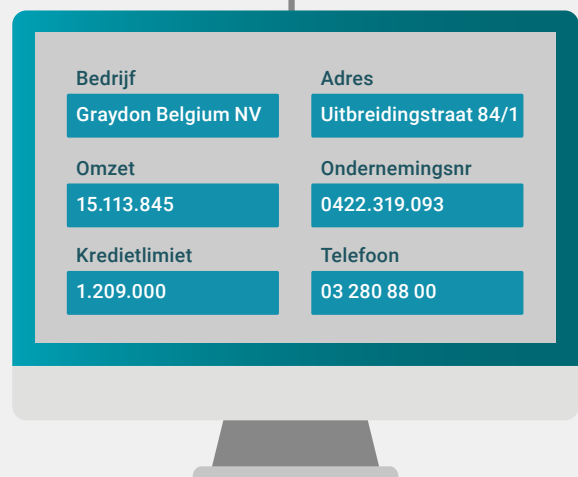 Bedrijf
Graydon Belgium NV
Adres
Uitbreidingstraat 84/1
Omzet
15.113.845
Ondernemingsnr
0422.319.093
Kredietlimiet
1.209.000
Telefoon
03 280 88 00